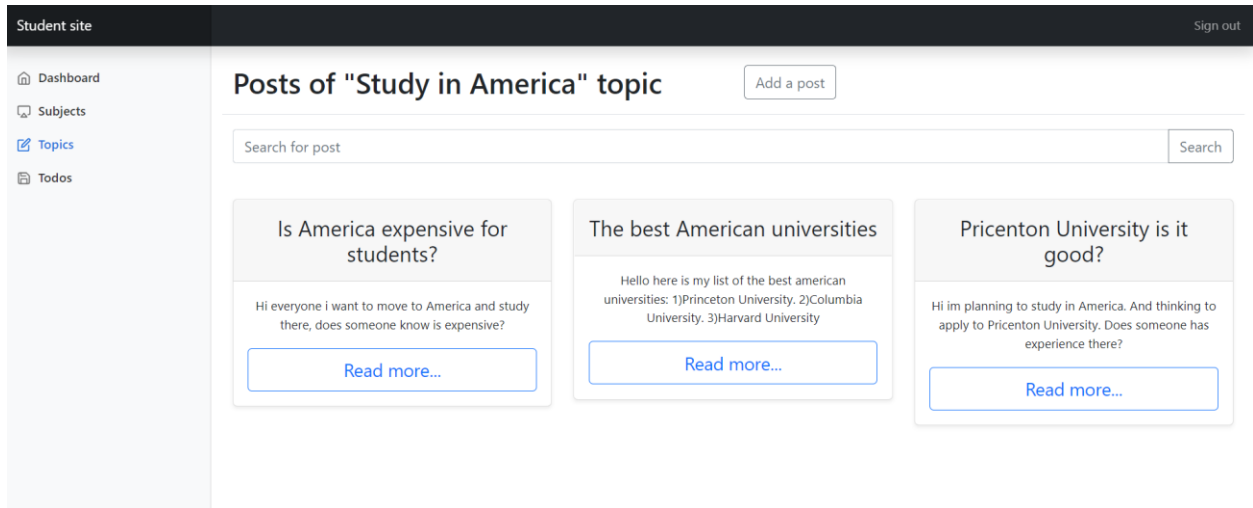 Student site
Sign out
Dashboard
Subjects
Topics
Todos
Posts of "Study in America" topic
Add a post
Search for post
Search
Is America expensive for
students?
Hi everyone i want to move to America and study
there, does someone know is expensive?
Read more...
The best American universities
Hello here is my list of the best american
universities: 1)Princeton University. 2)Columbia
University. 3)Harvard University
Read more...
Pricenton University is it
good?
Hi im planning to study in America. And thinking to
apply to Pricenton University. Does someone has
experience there?
Read more...